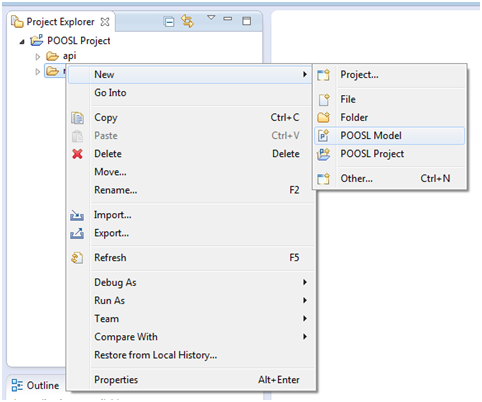 Project Explorer
POOSL Project
api
New
Go Into
Copy Ctrl+C
Paste Ctrl+V
Delete Delete
Move...
Rename... F2
Import...
Export...
Refresh F5
Debug As
Run As
Team
Compare With
Restore from Local History...
Properties Alt+Enter
Project...
File
Folder
POOSL Model
POOSL Project
Other... Ctrl+N
Outline